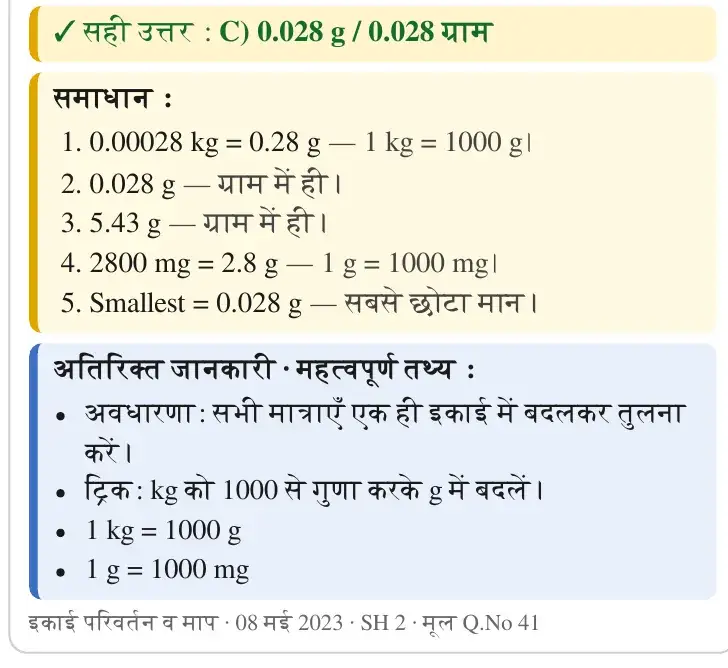 ✓ सही उत्तर : C) 0.028 g / 0.028 ग्राम
समाधान :
1. 0.00028 kg = 0.28 g — 1 kg = 1000 g|
2. 0.028 g — ग्राम में ही।
3. 5.43 g — ग्राम में ही।
4. 2800 mg = 2.8 g — 1 g = 1000 mg|
5. Smallest = 0.028 g — सबसे छोटा मान।
अतिरिक्त जानकारी · महत्वपूर्ण तथ्य :
• अवधारणा : सभी मात्राएँ एक ही इकाई में बदलकर तुलना
करें।
• ट्रिक : kg को 1000 से गुणा करके g में बदलें।
• 1 kg = 1000 g
• 1 g = 1000 mg
इकाई परिवर्तन व माप · 08 मई 2023 · SH 2 · मूल Q.No 41